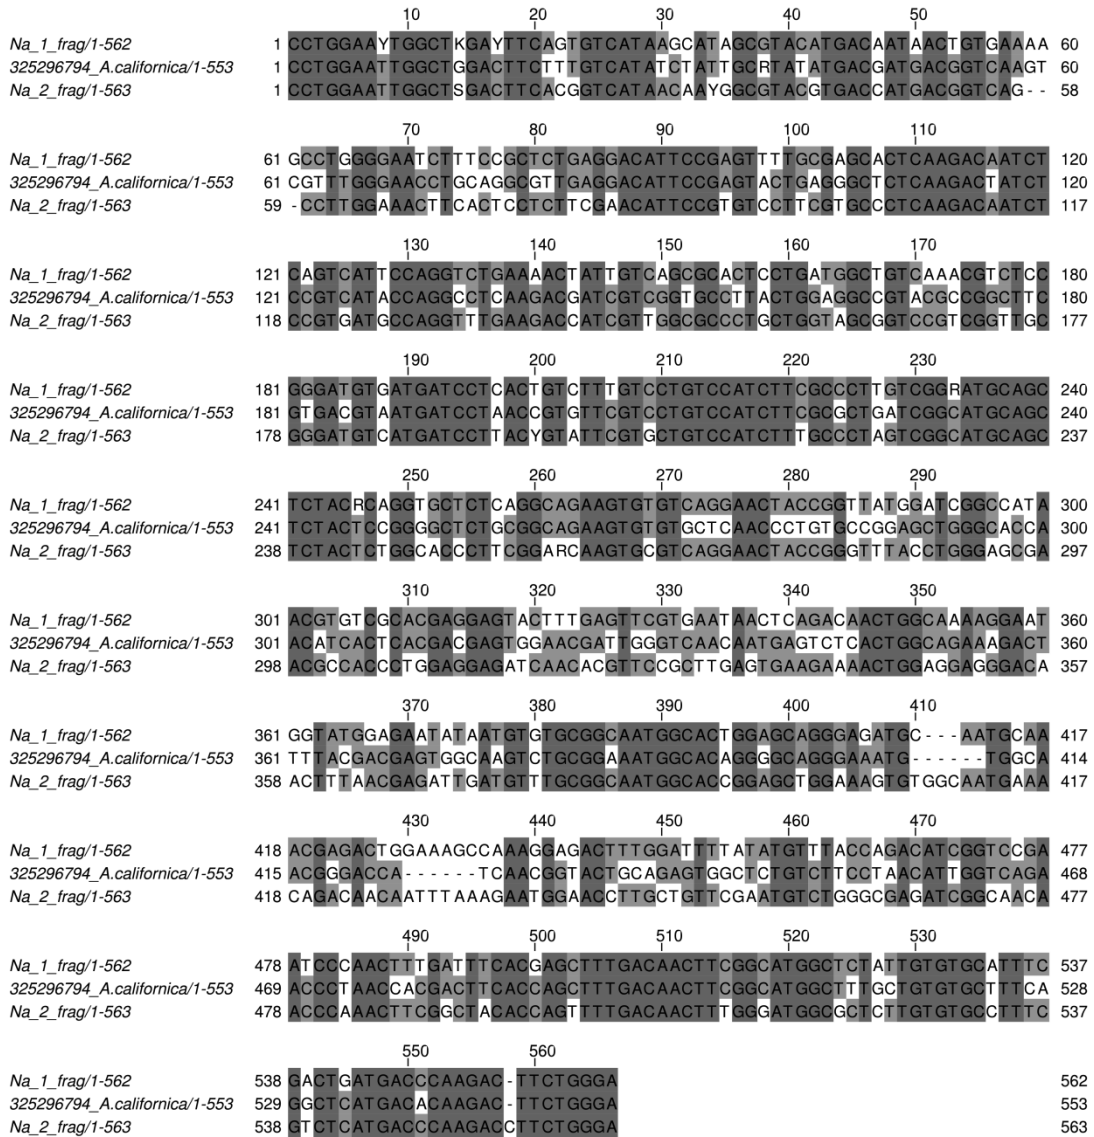 10 20 30 40 50
Na_1_frag/1-562 1 CCTGGAAYTGGCTKGAYTTCAGTGTCATAAGCATAGCGTACATGACAATAACTGTGAAAA 60
325296794_A.californica/1-553 1 CCTGGAATTGGCTGGACTTCTTTGTCATATCTATTGCRTATATGACGATGACGGTCAAGT 60
Na_2_frag/1-563 1 CCTGGAATTGGCTSGACTTCACGGTCATAACAAYGGCGTACGTGACCATGACGGTCAG-- 58
70 80 90 100 110
Na_1_frag/1-562 61 GCCTGGGGAATCTTTCCGCTCTGAGGACATTCCGAGTTTTGCGAGCACTCAAGACAATCT 120
325296794_A.californica/1-553 61 CGTTTGGGAACCTGCAGGCGTTGAGGACATTCCGAGTACTGAGGGCTCTCAAGACTATCT 120
Na_2_frag/1-563 59 -CCTTGGAAACTTCACTCCTCTTCGAACATTCCGTGTCCTTCGTGCCCTCAAGACAATCT 117
130 140 150 160 170
Na_1_frag/1-562 121 CAGTCATTCCAGGTCTGAAAACTATTGTCAGCGCACTCCTGATGGCTGTCAAACGTCTCC 180
325296794_A.californica/1-553 121 CCGTCATACCAGGCCTCAAGACGATCGTCGGTGCCTTACTGGAGGCCGTACGCCGGCTTC 180
Na_2_frag/1-563 118 CCGTGATGCCAGGTTTGAAGACCATCGTTGGCGCCCTGCTGGTAGCGGTCCGTCGGTTGC 177
190 200 210 220 230
Na_1_frag/1-562 181 GGGATGTGATGATCCTCACTGTCTTTGTCCTGTCCATCTTCGCCCTTGTCGGRATGCAGC 240
325296794_A.californica/1-553 181 GTGACGTAATGATCCTAACCGTGTTCGTCCTGTCCATCTTCGCGCTGATCGGCATGCAGC 240
Na_2_frag/1-563 178 GGGATGTCATGATCCTTACYGTATTCGTGCTGTCCATCTTTGCCCTAGTCGGCATGCAGC 237
250 260 270 280 290
Na_1_frag/1-562 241 TCTACRCAGGTGCTCTCAGGCAGAAGTGTGTCAGGAACTACCGGTTATGGATCGGCCATA 300
325296794_A.californica/1-553 241 TCTACTCCGGGGCTCTGCGGCAGAAGTGTGTGCTCAACCCTGTGCCGGAGCTGGGCACCA 300
Na_2_frag/1-563 238 TCTACTCTGGCACCCTTCGGARCAAGTGCGTCAGGAACTACCGGGTTTACCTGGGAGCGA 297
310 320 330 340 350
Na_1_frag/1-562 301 ACGTGTCGCACGAGGAGTACTTTGAGTTCGTGAATAACTCAGACAACTGGCAAAAGGAAT 360
325296794_A.californica/1-553 301 ACATCACTCACGACGAGTGGAACGATTGGGTCAACAATGAGTCTCACTGGCAGAAAGACT 360
Na_2_frag/1-563 298 ACGCCACCCTGGAGGAGATCAACACGTTCCGCTTGAGTGAAGAAAACTGGAGGAGGGACA 357
370 380 390 400 410
Na_1_frag/1-562 361 GGTATGGAGAATATAATGTGTGCGGCAATGGCACTGGAGCAGGGAGATGC---AATGCAA 417
325296794_A.californica/1-553 361 TTTACGACGAGTGGCAAGTCTGCGGAAATGGCACAGGGGCAGGGAAATG------TGGCA 414
Na_2_frag/1-563 358 ACTTTAACGAGATTGATGTTTGCGGCAATGGCACCGGAGCTGGAAAGTGTGGCAATGAAA 417
430 440 450 460 470
Na_1_frag/1-562 418 ACGAGACTGGAAAGCCAAAGGAGACTTTGGATTTTATATGTTTACCAGACATCGGTCCGA 477
325296794_A.californica/1-553 415 ACGGGACCA------TCAACGGTACTGCAGAGTGGCTCTGTCTTCCTAACATTGGTCAGA 468
Na_2_frag/1-563 418 CAGACAACAATTTAAAGAATGGAACCTTGCTGTTCGAATGTCTGGGCGAGATCGGCAACA 477
490 500 510 520 530
Na_1_frag/1-562 478 ATCCCAACTTTGATTTCACGAGCTTTGACAACTTCGGCATGGCTCTATTGTGTGCATTTC 537
325296794_A.californica/1-553 469 ACCCTAACCACGACTTCACCAGCTTTGACAACTTCGGCATGGCTTTGCTGTGTGCTTTCA 528
Na_2_frag/1-563 478 ACCCAAACTTCGGCTACACCAGTTTTGACAACTTTGGGATGGCGCTCTTGTGTGCCTTTC 537
550 560
Na_1_frag/1-562 538 GACTGATGACCCAAGAC-TTCTGGGA 562
325296794_A.californica/1-553 529 GGCTCATGACACAAGAC-TTCTGGGA 553
Na_2_frag/1-563 538 GTCTCATGACCCAAGACCTTCTGGGA 563